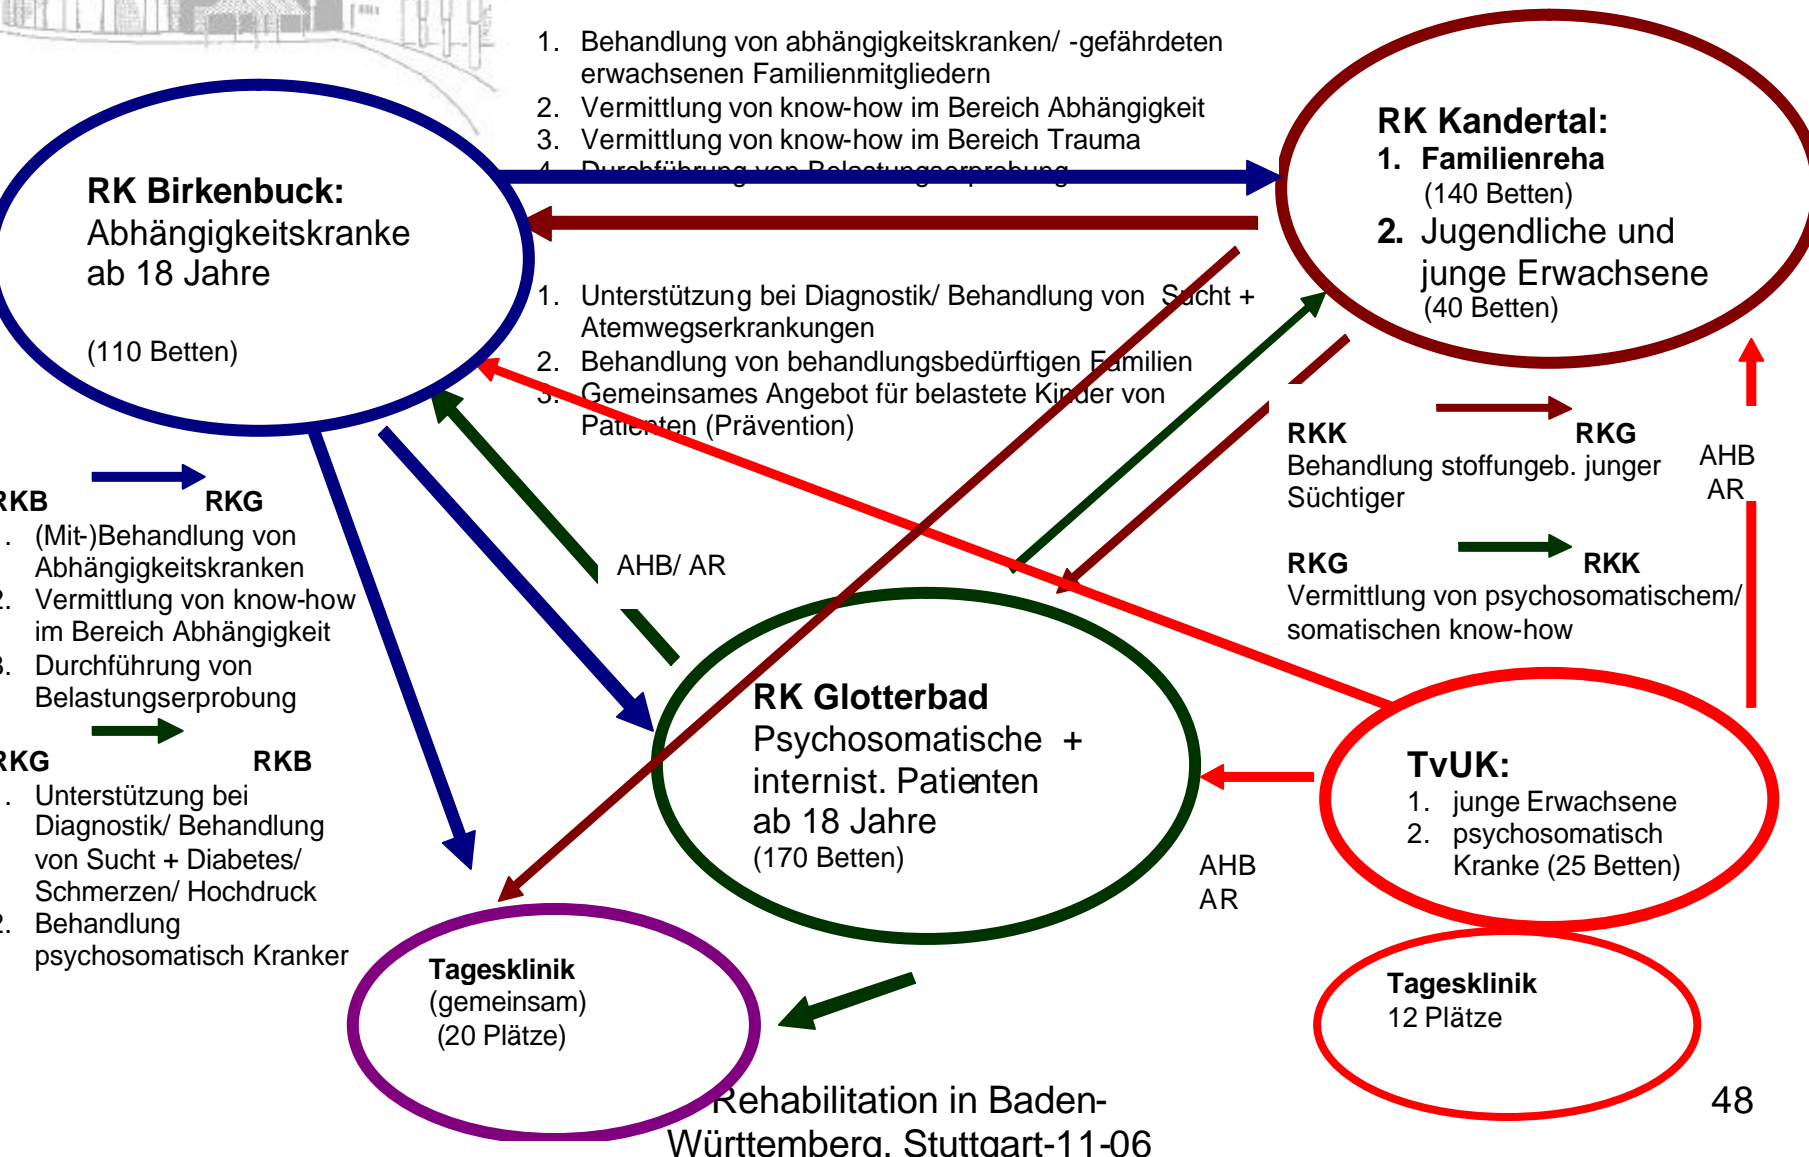 1. Behandlung von abhängigkeitskranken/ -gefährdeten
erwachsenen Familienmitgliedern
2. Vermittlung von know-how im Bereich Abhängigkeit
3. Vermittlung von know-how im Bereich Trauma
4. Durchführung von Belastungserprobung
RK Birkenbuck:
Abhängigkeitskranke
ab 18 Jahre
(110 Betten)
RK Kandertal:
1. Familienreha
(140 Betten)
2. Jugendliche und
junge Erwachsene
(40 Betten)
1. Unterstützung bei Diagnostik/ Behandlung von Sucht +
Atemwegserkrankungen
2. Behandlung von behandlungsbedürftigen Familien
3. Gemeinsames Angebot für belastete Kinder von
Patienten (Prävention)
RKB RKG
. (Mit-)Behandlung von
Abhängigkeitskranken
2. Vermittlung von know-how
im Bereich Abhängigkeit
3. Durchführung von
Belastungserprobung
RKG RKB
. Unterstützung bei
Diagnostik/ Behandlung
von Sucht + Diabetes/
Schmerzen/ Hochdruck
2. Behandlung
psychosomatisch Kranker
AHB/ AR
RKK RKG
Behandlung stoffungeb. junger
Süchtiger
RKG RKK
Vermittlung von psychosomatischem/
somatischen know-how
AHB
AR
RK Glotterbad
Psychosomatische +
internist. Patienten
ab 18 Jahre
(170 Betten)
AHB
AR
TvUK:
1. junge Erwachsene
2. psychosomatisch
Kranke (25 Betten)
Tagesklinik
(gemeinsam)
(20 Plätze)
Tagesklinik
12 Plätze
Rehabilitation in Baden-
Württemberg, Stuttgart-11-06
48